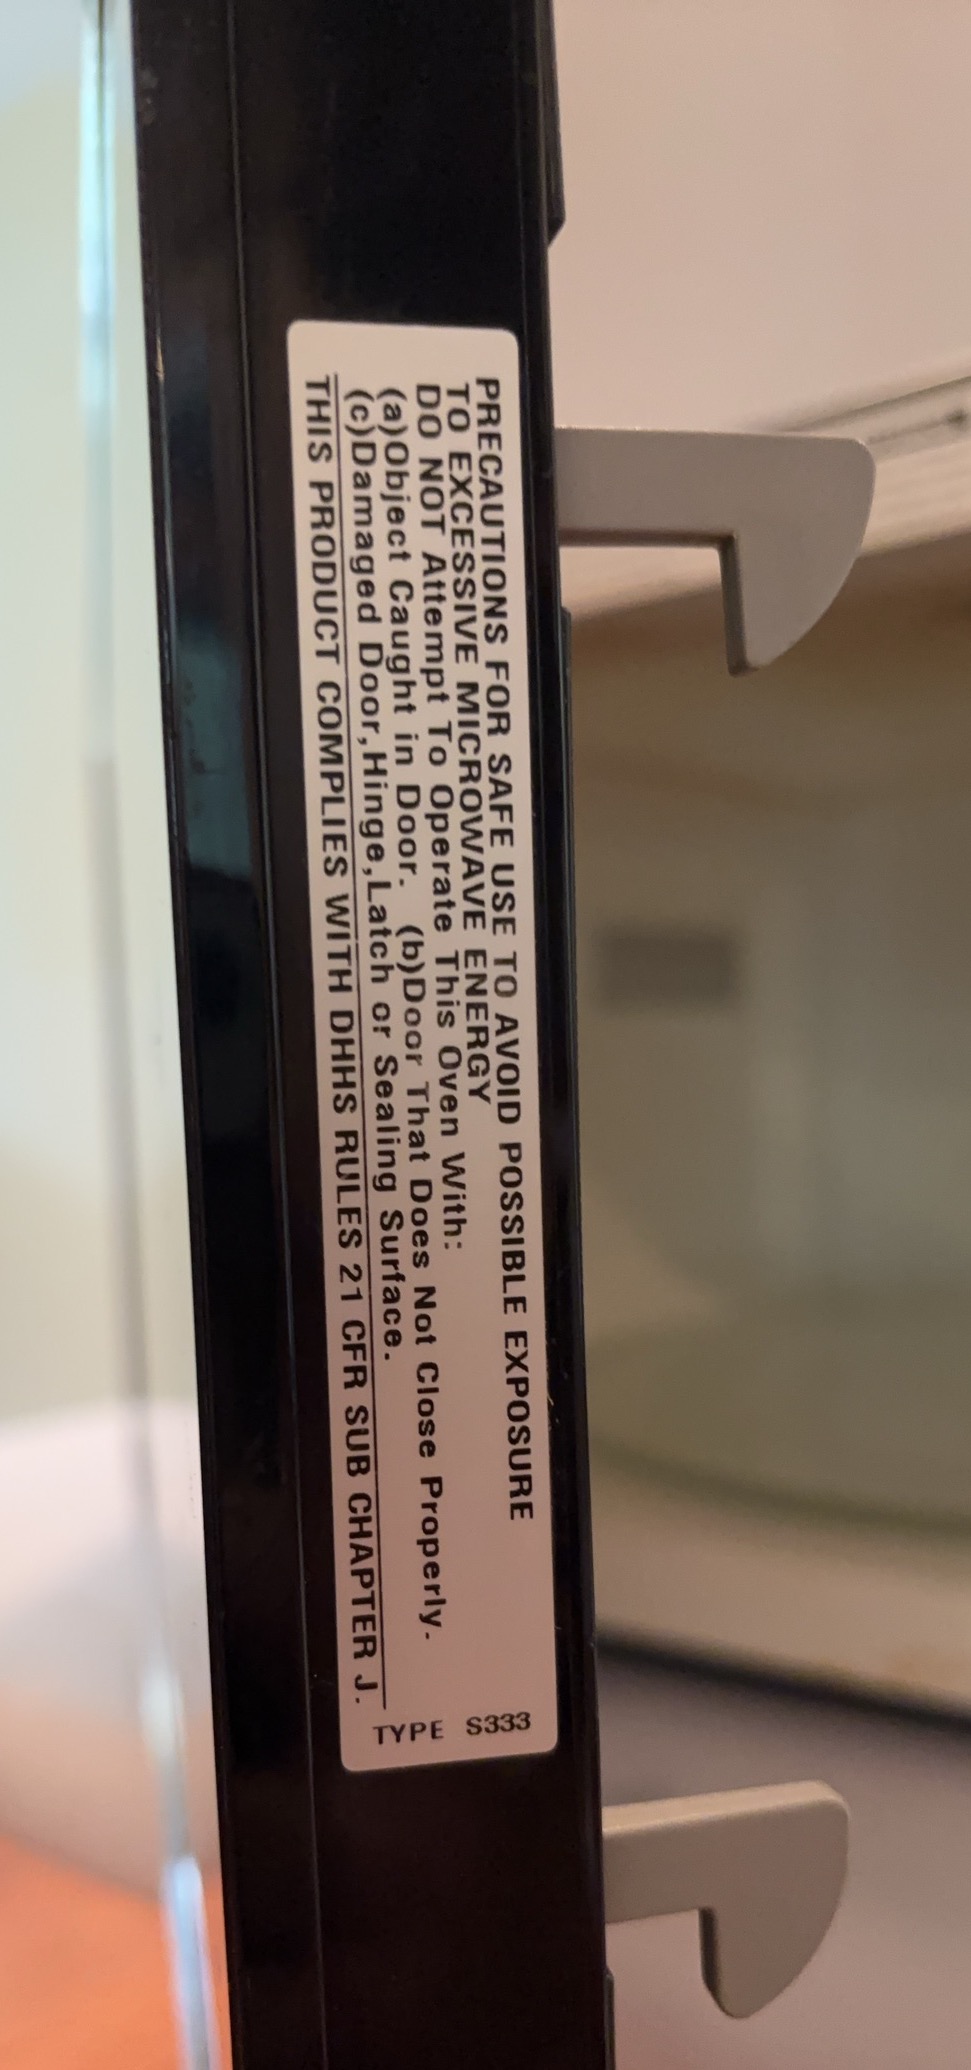 PRECAUTIONS FOR SAFE USE TO AVOID POSSIBLE EXPOSURE
TO EXCESSIVE MICROWAVE ENERGY
DO NOT Attempt To Operate This Oven With:
(a)Object Caught in Door. (b)Door That Does Not Close Properly.
(c)Damaged Door,Hinge,Latch or Sealing Surface.
THIS PRODUCT COMPLIES WITH DHHS RULES 21 CFR SUB CHAPTER J.
TYPE S333